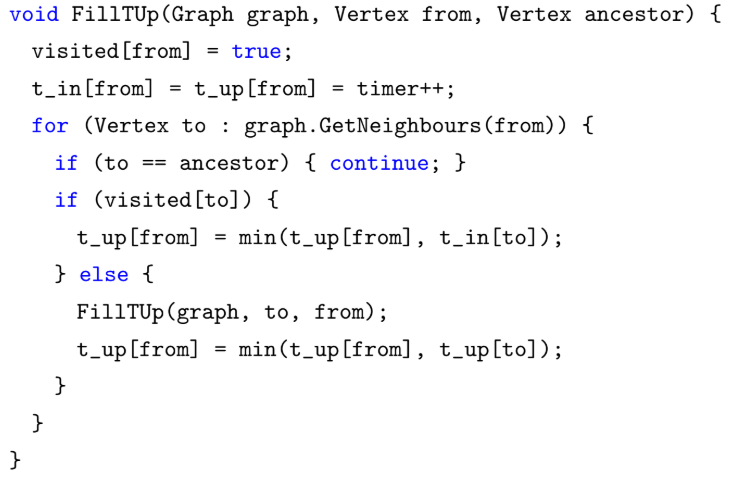 void FillTUp(Graph graph, Vertex from, Vertex ancestor) {
visited[from] = true;
t_in[from] = t_up[from] = timer++;
for (Vertex to : graph.GetNeighbours(from)) {
if (to == ancestor) { continue; }
if (visited[to]) {
t_up[from] = min(t_up[from], t_in[to]);
} else {
FillTUp(graph, to, from);
t_up[from] = min(t_up[from], t_up[to]);
}
}
}